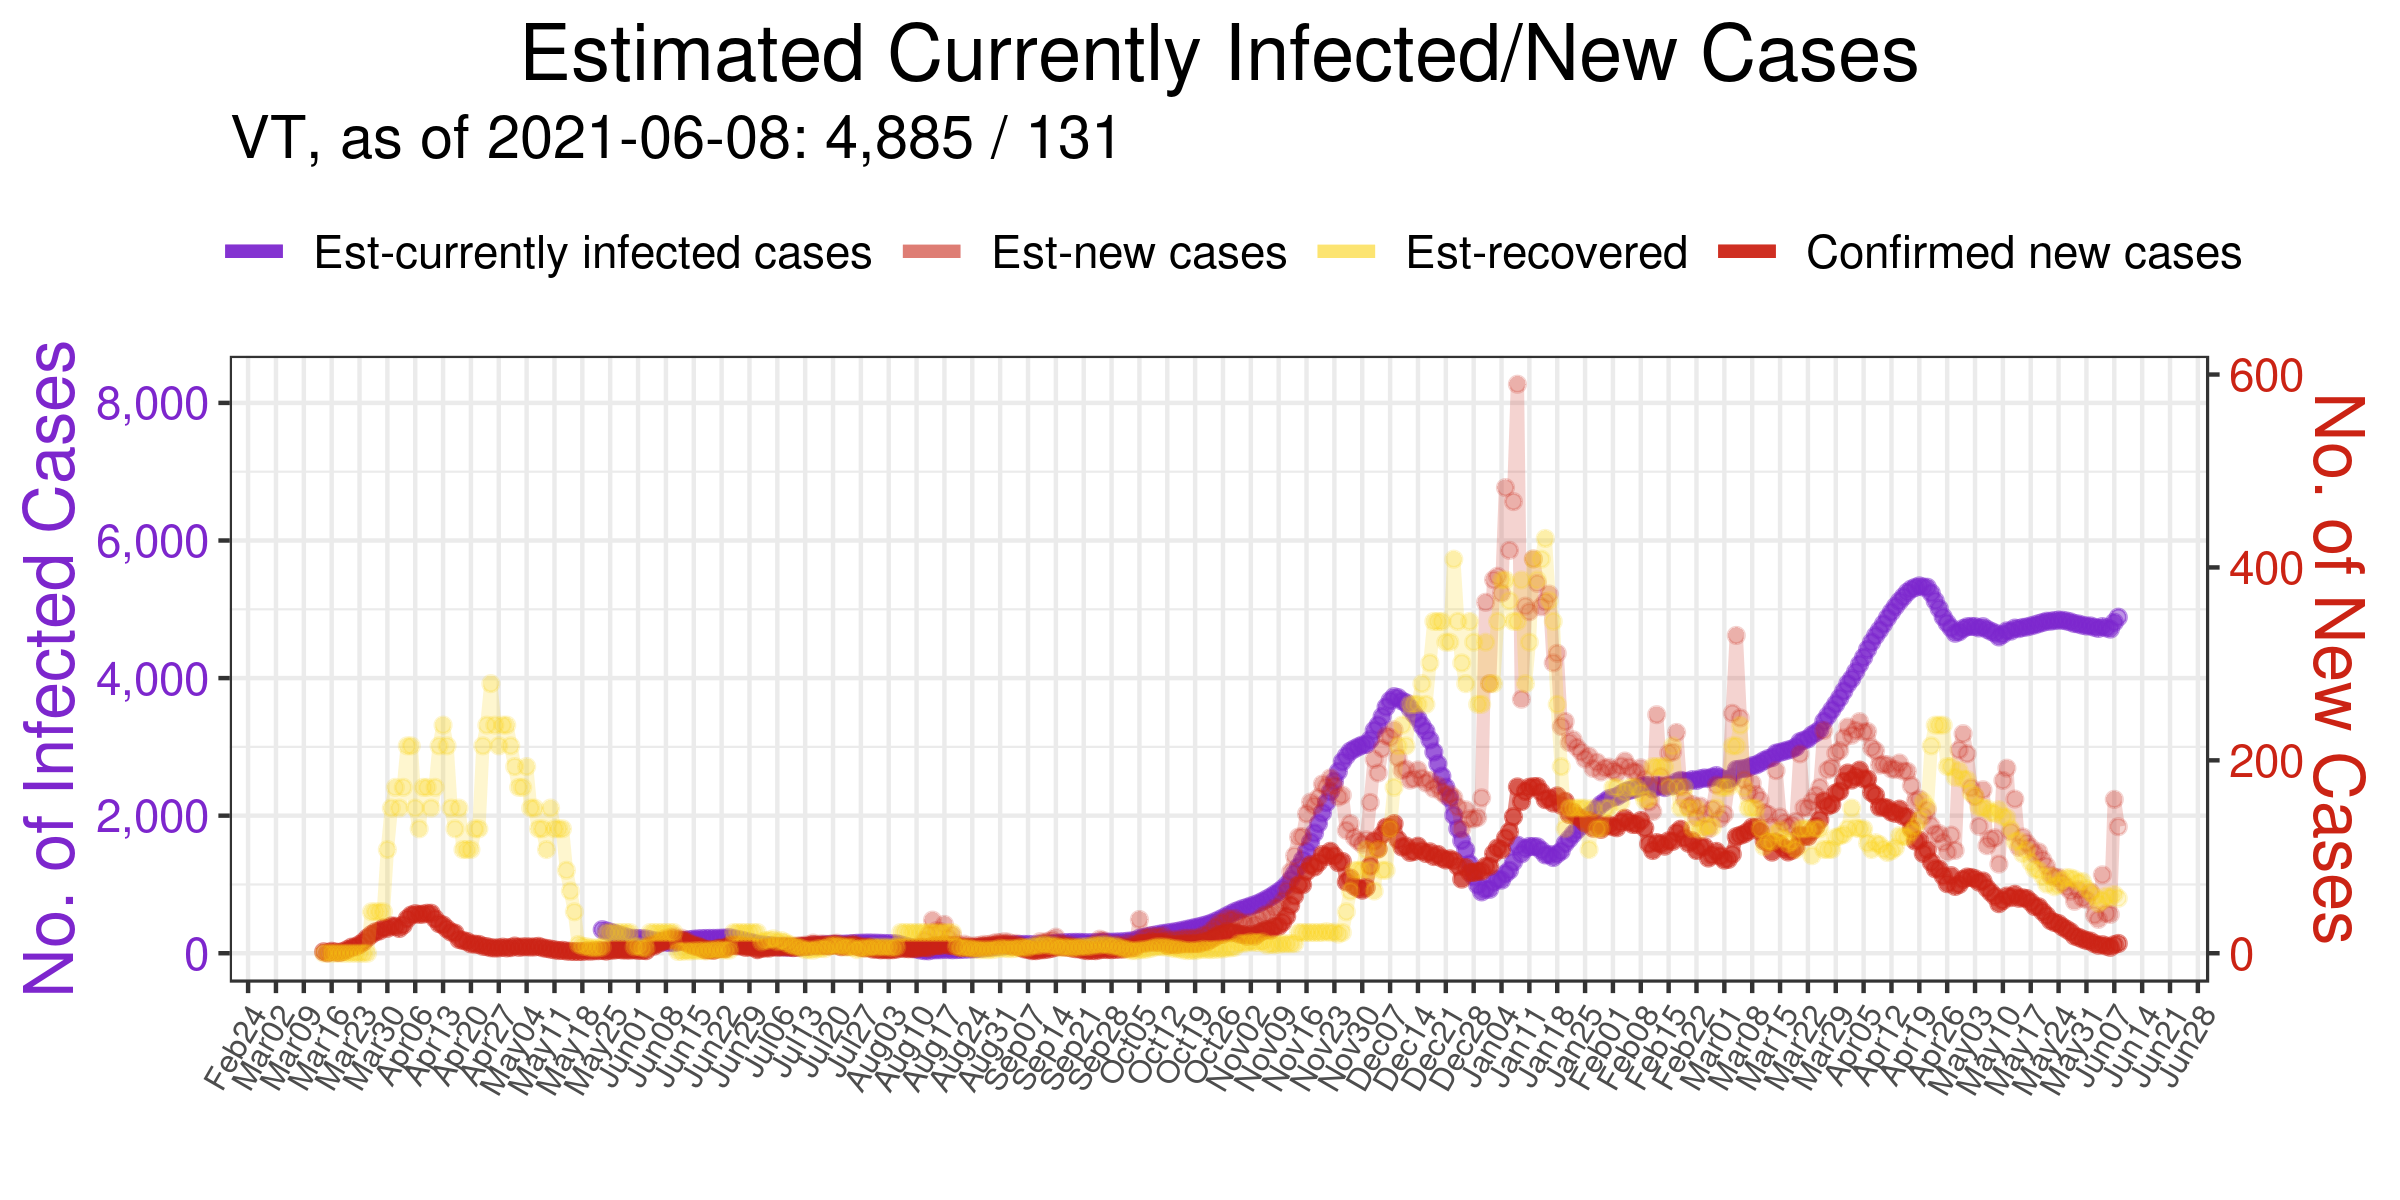 Estimated Currently Infected/New Cases
VT, as of 2021-06-08: 4,885 / 131
Est-currently infected cases Est-new cases Est-recovered Confirmed new cases
No. of Infected Cases
8,000
6,000
4,000
2,000
0
600
400
200
0
No. of New Cases
Feb24 Mar02 Mar09 Mar16 Mar23 Mar30 Apr06 Apr13 Apr20 Apr27 May04 May11 May18 May25 Jun01 Jun08 Jun15 Jun22 Jun29 Jul06 Jul13 Jul20 Jul27 Aug03 Aug10 Aug17 Aug24 Aug31 Sep07 Sep14 Sep21 Sep28 Oct05 Oct12 Oct19 Oct26 Nov02 Nov09 Nov16 Nov23 Nov30 Dec07 Dec14 Dec21 Dec28 Jan04 Jan11 Jan18 Jan25 Feb01 Feb08 Feb15 Feb22 Mar01 Mar08 Mar15 Mar22 Mar29 Apr05 Apr12 Apr19 Apr26 May03 May10 May17 May24 May31 Jun07 Jun14 Jun21 Jun28